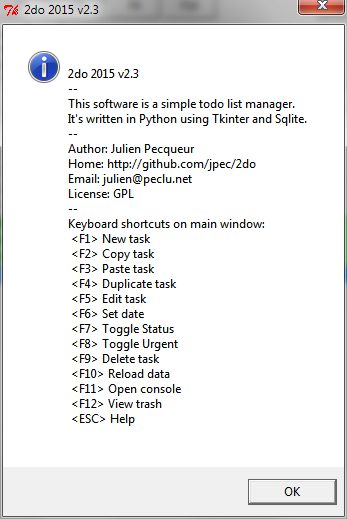 2do 2015 v2.3
2do 2015 v2.3
--
This software is a simple todo list manager.
It's written in Python using Tkinter and Sqlite.
--
Author: Julien Pecqueur
Home: http://github.com/jpec/2do
Email: julien@peclu.net
License: GPL
--
Keyboard shortcuts on main window:
<F1> New task
<F2> Copy task
<F3> Paste task
<F4> Duplicate task
<F5> Edit task
<F6> Set date
<F7> Toggle Status
<F8> Toggle Urgent
<F9> Delete task
<F10> Reload data
<F11> Open console
<F12> View trash
<ESC> Help
OK